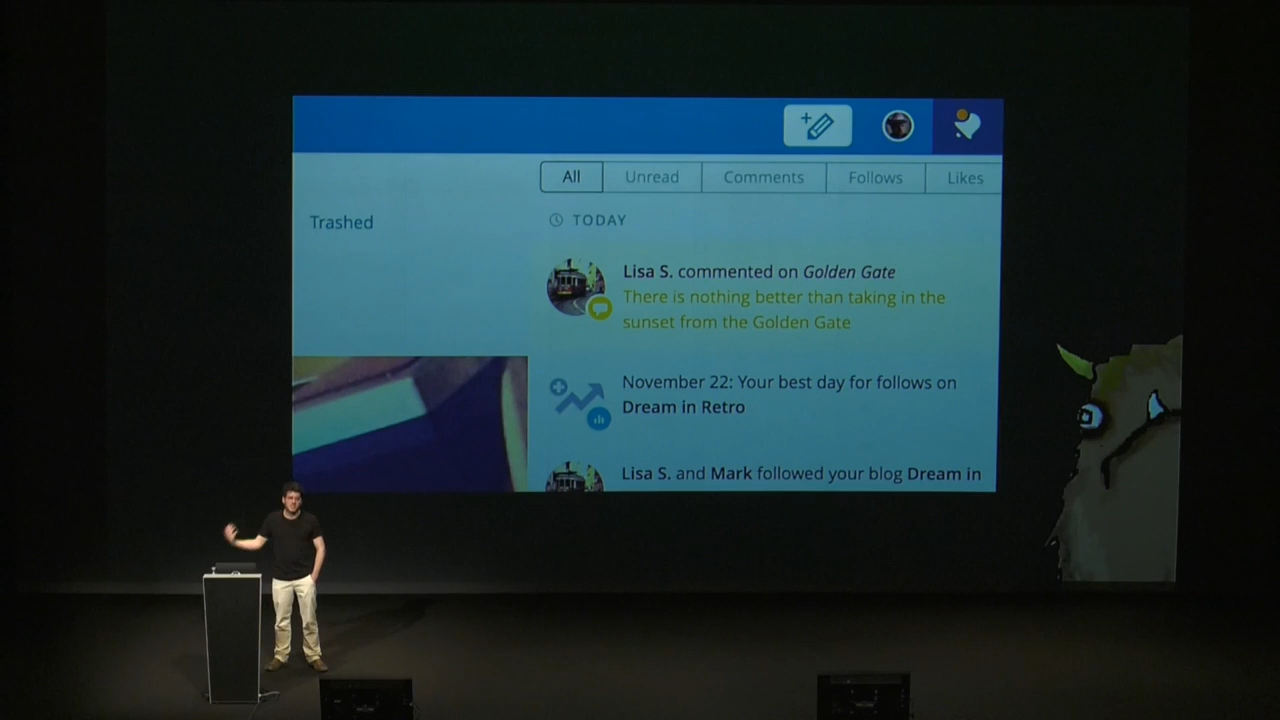 All
Unread
Comments
Follows
Likes
Trashed
TODAY
Lisa S. commented on Golden Gate
There is nothing better than taking in the
sunset from the Golden Gate
November 22: Your best day for follows on
Dream in Retro
Lisa S. and Mark followed your blog Dream in